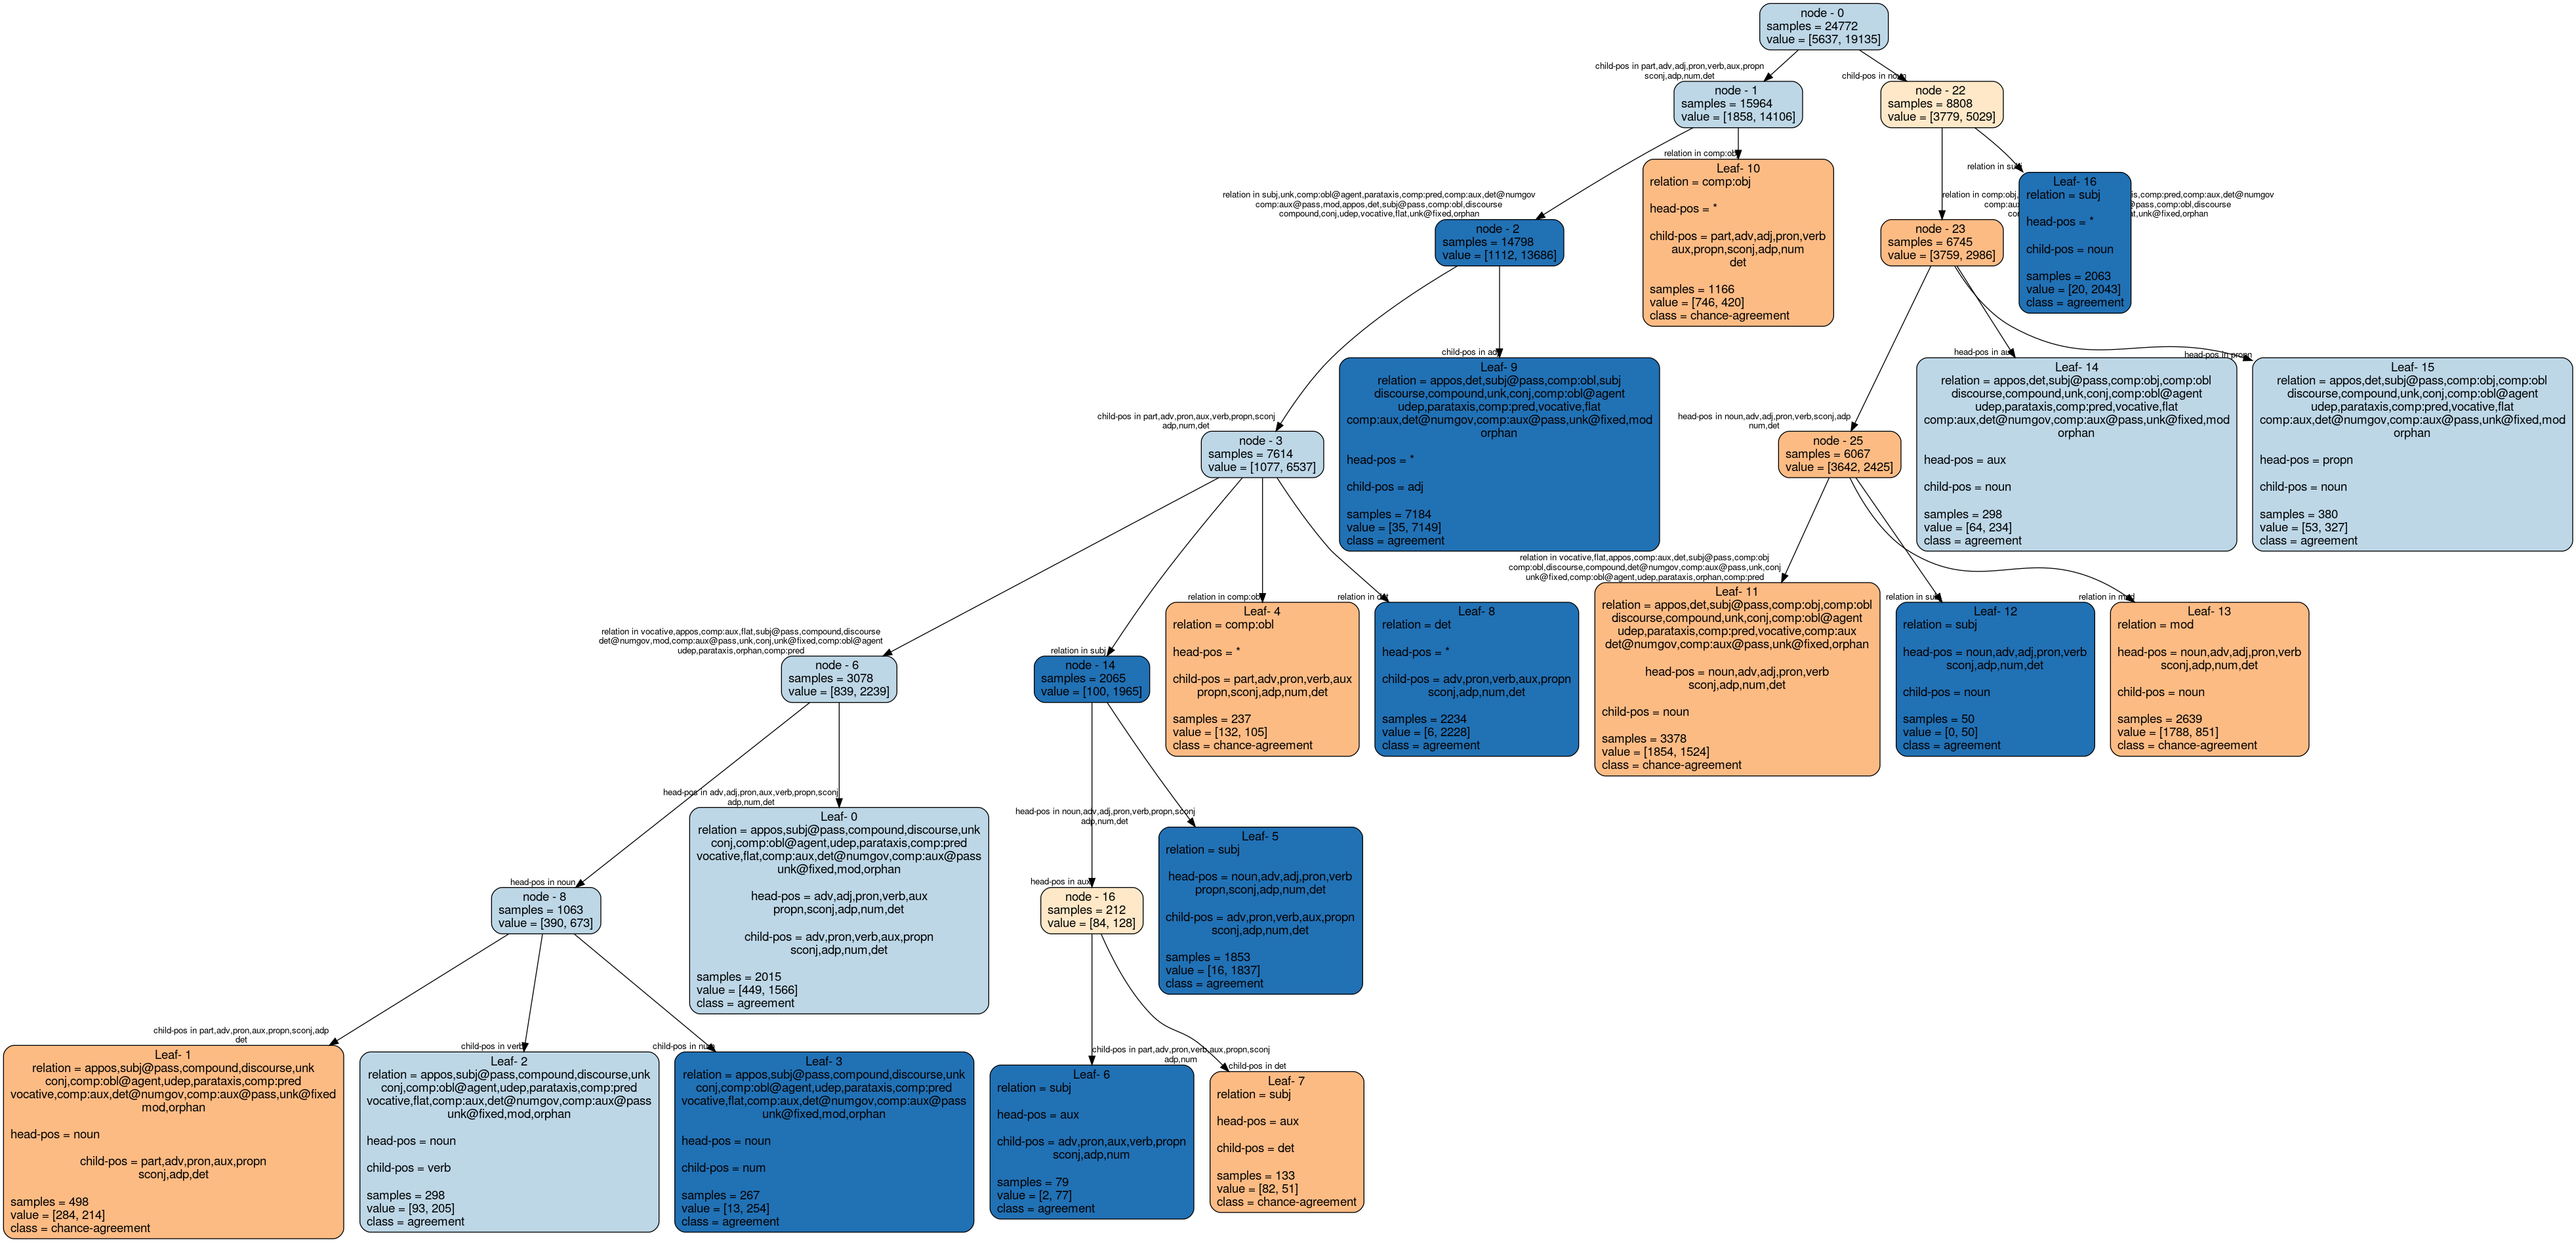 node - 0
samples = 24772
value = [5637, 19135]
child-pos in part,adv,adj,pron,verb,aux,propn
sconj,adp,num,det
child-pos in noun
node - 1
samples = 15964
value = [1858, 14106]
node - 22
samples = 8808
value = [3779, 5029]
relation in subj,unk,comp:obl@agent,parataxis,comp:pred,comp:aux,det@numgov
comp:aux@pass,mod,appos,det,subj@pass,comp:obl,discourse
compound,conj,udep,vocative,flat,unk@fixed,orphan
relation in comp:obj
Leaf- 10
relation = comp:obj
head-pos = *
child-pos = part,adv,adj,pron,verb
aux,propn,sconj,adp,num
det
samples = 1166
value = [746, 420]
class = chance-agreement
relation in comp:obj,
is,comp:pred,comp:aux,det@numgov
@pass,comp:obl,discourse
at,unk@fixed,orphan
relation in subj
Leaf- 16
relation = subj
head-pos = *
child-pos = noun
samples = 2063
value = [20, 2043]
class = agreement
node - 2
samples = 14798
value = [1112, 13686]
node - 23
samples = 6745
value = [3759, 2986]
child-pos in part,adv,pron,aux,verb,propn,sconj
adp,num,det
child-pos in adj
Leaf- 9
relation = appos,det,subj@pass,comp:obl,subj
discourse,compound,unk,conj,comp:obl@agent
udep,parataxis,comp:pred,vocative,flat
comp:aux,det@numgov,comp:aux@pass,unk@fixed,mod
orphan
head-pos = *
child-pos = adj
samples = 7184
value = [35, 7149]
class = agreement
head-pos in noun,adv,adj,pron,verb,sconj,adp
num,det
head-pos in aux
Leaf- 14
relation = appos,det,subj@pass,comp:obj,comp:obl
discourse,compound,unk,conj,comp:obl@agent
udep,parataxis,comp:pred,vocative,flat
comp:aux,det@numgov,comp:aux@pass,unk@fixed,mod
orphan
head-pos = aux
child-pos = noun
samples = 298
value = [64, 234]
class = agreement
head-pos in propn
Leaf- 15
relation = appos,det,subj@pass,comp:obj,comp:obl
discourse,compound,unk,conj,comp:obl@agent
udep,parataxis,comp:pred,vocative,flat
comp:aux,det@numgov,comp:aux@pass,unk@fixed,mod
orphan
head-pos = propn
child-pos = noun
samples = 380
value = [53, 327]
class = agreement
node - 3
samples = 7614
value = [1077, 6537]
node - 25
samples = 6067
value = [3642, 2425]
relation in vocative,appos,comp:aux,flat,subj@pass,compound,discourse
det@numgov,mod,comp:aux@pass,unk,conj,unk@fixed,comp:obl@agent
udep,parataxis,orphan,comp:pred
relation in subj
relation in comp:obl
Leaf- 4
relation = comp:obl
head-pos = *
child-pos = part,adv,pron,verb,aux
propn,sconj,adp,num,det
samples = 237
value = [132, 105]
class = chance-agreement
relation in det
Leaf- 8
relation = det
head-pos = *
child-pos = adv,pron,verb,aux,propn
sconj,adp,num,det
samples = 2234
value = [6, 2228]
class = agreement
relation in vocative,flat,appos,comp:aux,det,subj@pass,comp:obj
comp:obl,discourse,compound,det@numgov,comp:aux@pass,unk,conj
unk@fixed,comp:obl@agent,udep,parataxis,orphan,comp:pred
Leaf- 11
relation = appos,det,subj@pass,comp:obj,comp:obl
discourse,compound,unk,conj,comp:obl@agent
udep,parataxis,comp:pred,vocative,comp:aux
det@numgov,comp:aux@pass,unk@fixed,orphan
head-pos = noun,adv,adj,pron,verb
sconj,adp,num,det
child-pos = noun
samples = 3378
value = [1854, 1524]
class = chance-agreement
relation in subj
Leaf- 12
relation = subj
head-pos = noun,adv,adj,pron,verb
sconj,adp,num,det
child-pos = noun
samples = 50
value = [0, 50]
class = agreement
relation in mod
Leaf- 13
relation = mod
head-pos = noun,adv,adj,pron,verb
sconj,adp,num,det
child-pos = noun
samples = 2639
value = [1788, 851]
class = chance-agreement
node - 6
samples = 3078
value = [839, 2239]
node - 14
samples = 2065
value = [100, 1965]
head-pos in noun
head-pos in adv,adj,pron,aux,verb,propn,sconj
adp,num,det
Leaf- 0
relation = appos,subj@pass,compound,discourse,unk
conj,comp:obl@agent,udep,parataxis,comp:pred
vocative,flat,comp:aux,det@numgov,comp:aux@pass
unk@fixed,mod,orphan
head-pos = adv,adj,pron,verb,aux
propn,sconj,adp,num,det
child-pos = adv,pron,verb,aux,propn
sconj,adp,num,det
samples = 2015
value = [449, 1566]
class = agreement
head-pos in aux
head-pos in noun,adv,adj,pron,verb,propn,sconj
adp,num,det
Leaf- 5
relation = subj
head-pos = noun,adv,adj,pron,verb
propn,sconj,adp,num,det
child-pos = adv,pron,verb,aux,propn
sconj,adp,num,det
samples = 1853
value = [16, 1837]
class = agreement
node - 8
samples = 1063
value = [390, 673]
node - 16
samples = 212
value = [84, 128]
child-pos in part,adv,pron,aux,propn,sconj,adp
det
Leaf- 1
relation = appos,subj@pass,compound,discourse,unk
conj,comp:obl@agent,udep,parataxis,comp:pred
vocative,comp:aux,det@numgov,comp:aux@pass,unk@fixed
mod,orphan
head-pos = noun
child-pos = part,adv,pron,aux,propn
sconj,adp,det
samples = 498
value = [284, 214]
class = chance-agreement
child-pos in verb
Leaf- 2
relation = appos,subj@pass,compound,discourse,unk
conj,comp:obl@agent,udep,parataxis,comp:pred
vocative,flat,comp:aux,det@numgov,comp:aux@pass
unk@fixed,mod,orphan
head-pos = noun
child-pos = verb
samples = 298
value = [93, 205]
class = agreement
child-pos in num
Leaf- 3
relation = appos,subj@pass,compound,discourse,unk
conj,comp:obl@agent,udep,parataxis,comp:pred
vocative,flat,comp:aux,det@numgov,comp:aux@pass
unk@fixed,mod,orphan
head-pos = noun
child-pos = num
samples = 267
value = [13, 254]
class = agreement
child-pos in part,adv,pron,verb,aux,propn,sconj
adp,num
Leaf- 6
relation = subj
head-pos = aux
child-pos = adv,pron,aux,verb,propn
sconj,adp,num
samples = 79
value = [2, 77]
class = agreement
child-pos in det
Leaf- 7
relation = subj
head-pos = aux
child-pos = det
samples = 133
value = [82, 51]
class = chance-agreement